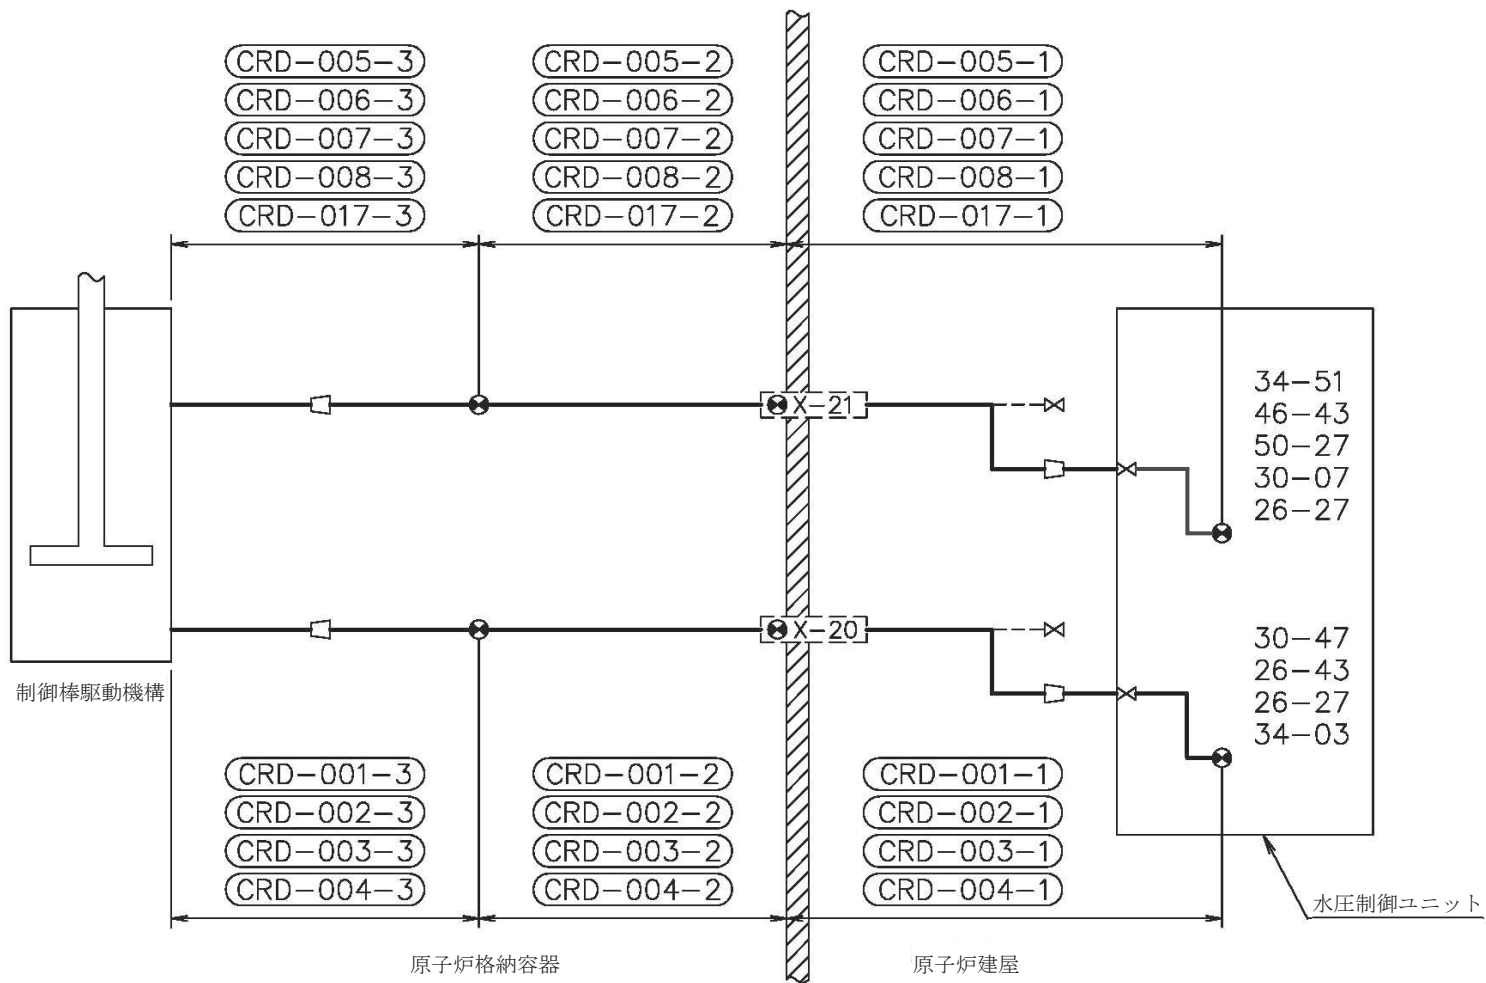 CRD-005-3 CRD-005-2 CRD-005-1
CRD-006-3 CRD-006-2 CRD-006-1
CRD-007-3 CRD-007-2 CRD-007-1
CRD-008-3 CRD-008-2 CRD-008-1
CRD-017-3 CRD-017-2 CRD-017-1
X-21
34-51
46-43
50-27
30-07
26-27
X-20
30-47
26-43
26-27
34-03
制御棒駆動機構
CRD-001-3 CRD-001-2 CRD-001-1
CRD-002-3 CRD-002-2 CRD-002-1
CRD-003-3 CRD-003-2 CRD-003-1
CRD-004-3 CRD-004-2 CRD-004-1
水圧制御ユニット
原子炉格納容器 原子炉建屋